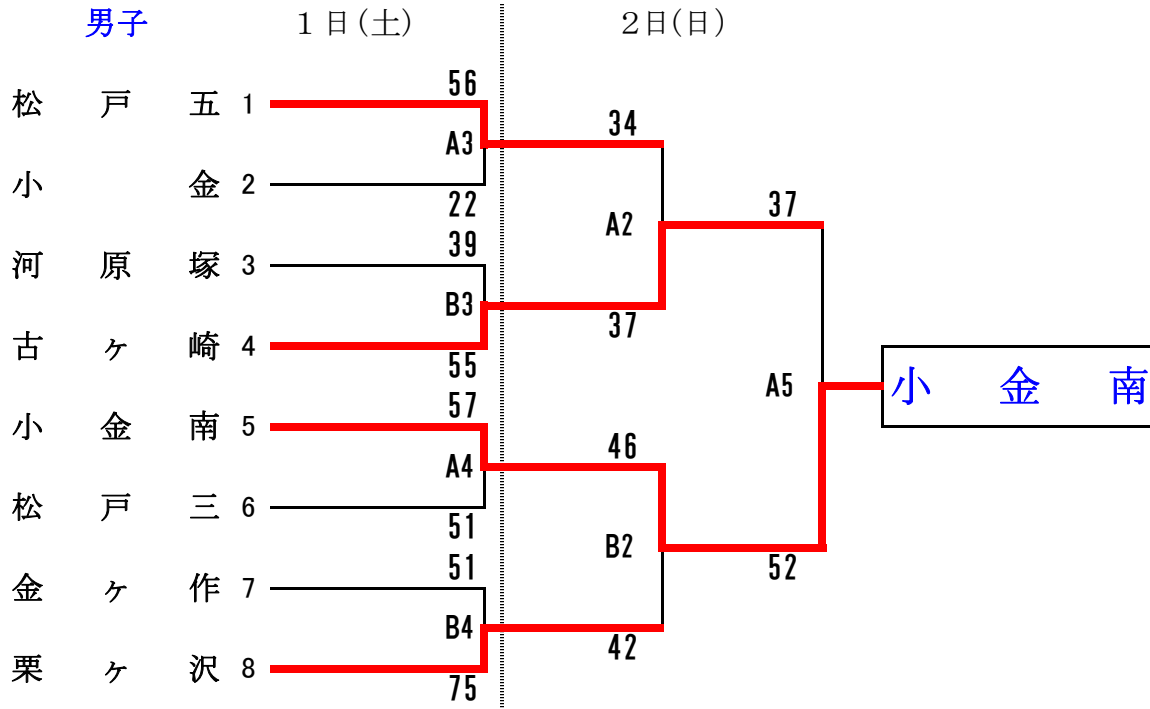 男子 1日(土) 2日(日)
56
松戸五 1
34
A3
小金 2
22
37
A2
39
河原塚 3
B3
37
古ヶ崎 4
55
A5
小金南
57
小金南 5
46
A4
松戸三 6
51
B2
52
51
金ヶ作 7
B4
42
栗ヶ沢 8
75